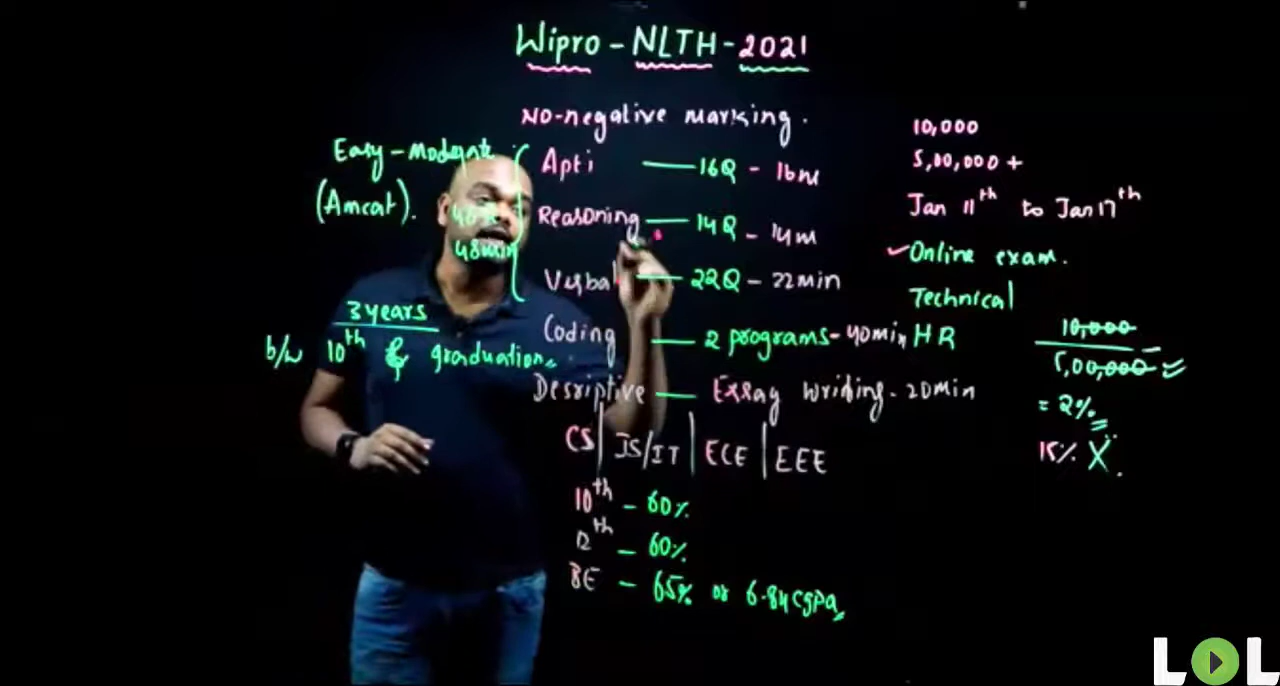 Wipro - NLTH - 2021
NO-negative marking.
Easy - Moderate
(Amcat).
48min
Apti — 16Q - 16m
Reasoning — 14Q - 14m
Verbal — 22Q - 22min
Coding — 2 programs - 40min
Desriptive — Essay wriding - 20min
3 years
b/w 10th & graduation
CS | IS/IT | ECE | EEE
10th - 60%
12th - 60%
BE - 65% or 6.84 cgpa
10,000
5,00,000 +
Jan 11th to Jan 17th
✓Online exam.
Technical
HR
10,000
5,00,000
= 2%
15% X.
LOL